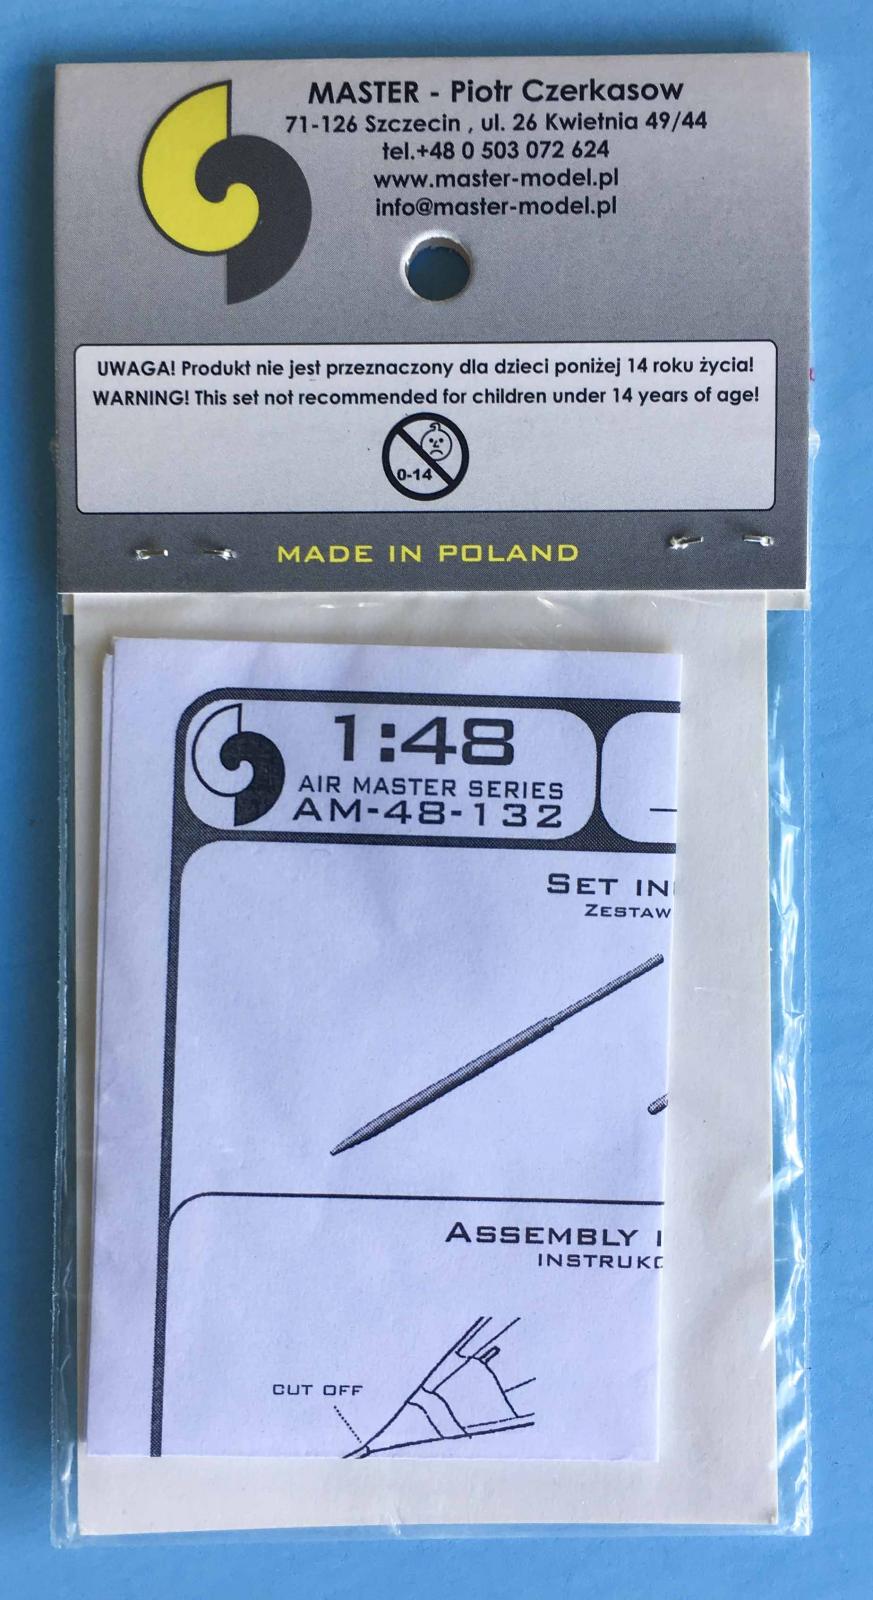 MASTER - Piotr Czerkasow
71-126 Szczecin , ul. 26 Kwietnia 49/44
tel.+48 0 503 072 624
www.master-model.pl
info@master-model.pl
UWAGA! Produkt nie jest przeznaczony dla dzieci poniżej 14 roku życia!
WARNING! This set not recommended for children under 14 years of age!
0-14
MADE IN POLAND
1:48
AIR MASTER SERIES
AM-48-132
SET IN
ZESTAW
ASSEMBLY I
INSTRUKC
CUT OFF